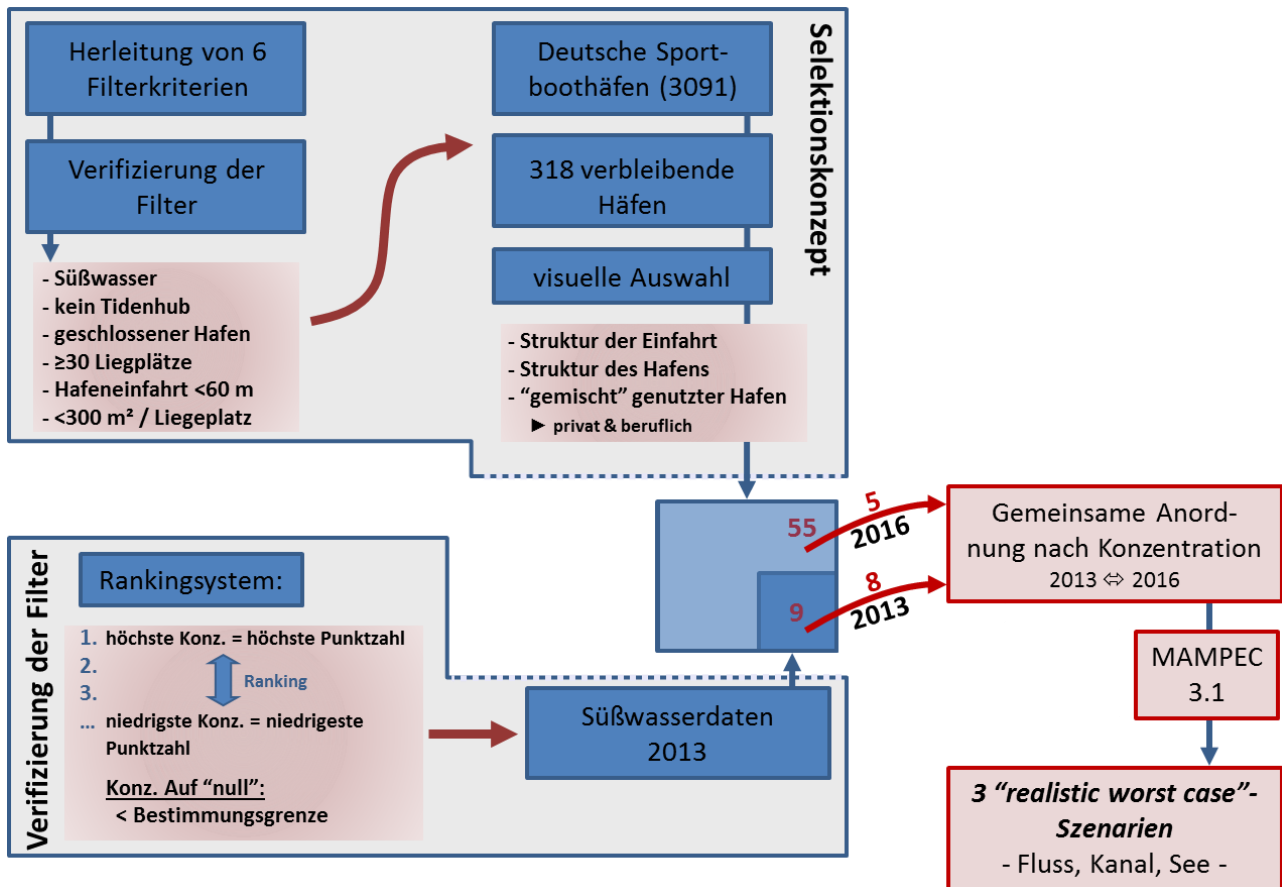 Selektionskonzept
Herleitung von 6
Filterkriterien
Verifizierung der
Filter
- Süßwasser
- kein Tidenhub
- geschlossener Hafen
- ≥30 Liegplätze
- Hafeneinfahrt <60 m
- <300 m² / Liegeplatz
Deutsche Sport-
boothäfen (3091)
318 verbleibende
Häfen
visuelle Auswahl
- Struktur der Einfahrt
- Struktur des Hafens
- “gemischt” genutzter Hafen
► privat & beruflich
Verifizierung der Filter
Rankingsystem:
1. höchste Konz. = höchste Punktzahl
2.
3.
Ranking
... niedrigste Konz. = niedrigeste
Punktzahl
Konz. Auf “null”:
< Bestimmungsgrenze
Süßwasserdaten
2013
55
9
5
2016
8
2013
Gemeinsame Anord-
nung nach Konzentration
2013 ⇔ 2016
MAMPEC
3.1
3 “realistic worst case”-
Szenarien
- Fluss, Kanal, See -